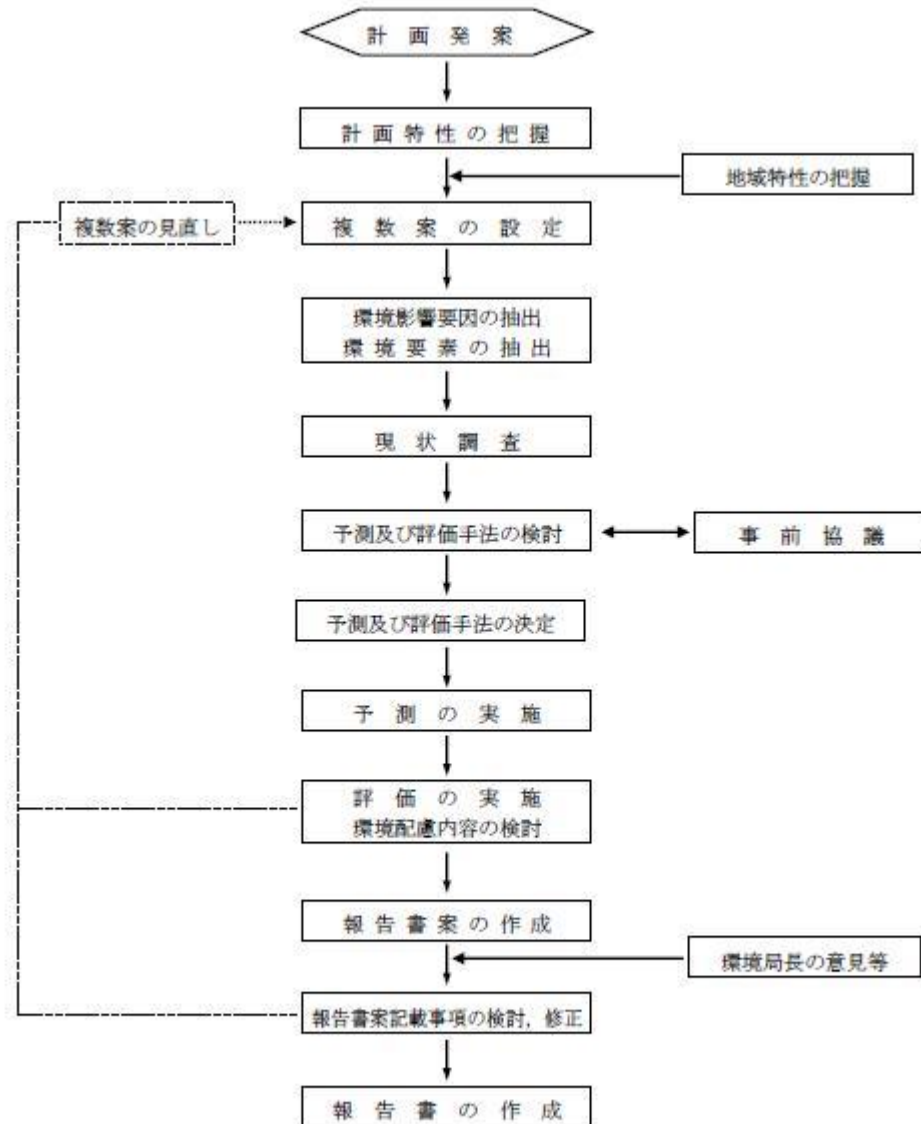 計画発案
計画特性の把握
地域特性の把握
複数案の見直し
複数案の設定
環境影響要因の抽出
環境要素の抽出
現状調査
予測及び評価手法の検討
事前協議
予測及び評価手法の決定
予測の実施
評価の実施
環境配慮内容の検討
報告書案の作成
環境局長の意見等
報告書案記載事項の検討，修正
報告書の作成